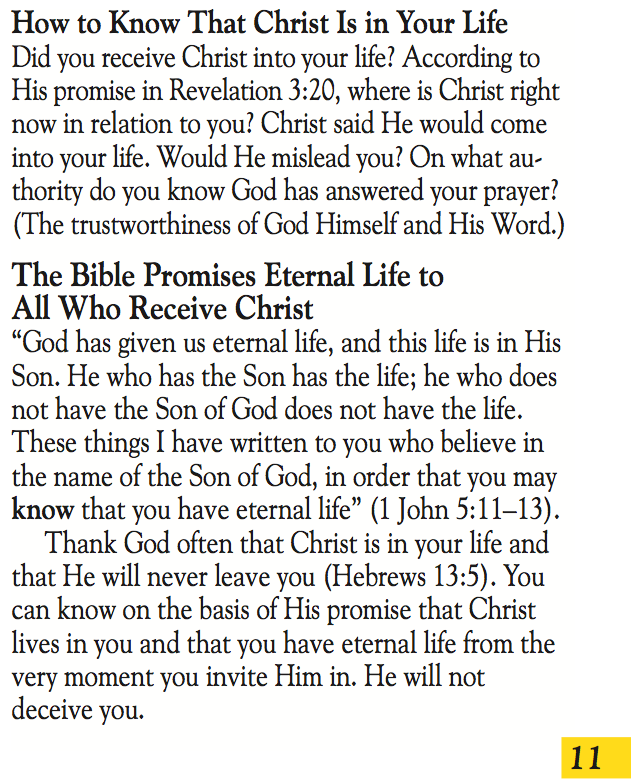 How to Know That Christ Is in Your Life
Did you receive Christ into your life? According to
His promise in Revelation 3:20, where is Christ right
now in relation to you? Christ said He would come
into your life. Would He mislead you? On what au-
thority do you know God has answered your prayer?
(The trustworthiness of God Himself and His Word.)
The Bible Promises Eternal Life to
All Who Receive Christ
“God has given us eternal life, and this life is in His
Son. He who has the Son has the life; he who does
not have the Son of God does not have the life.
These things I have written to you who believe in
the name of the Son of God, in order that you may
know that you have eternal life” (1 John 5:11–13).
Thank God often that Christ is in your life and
that He will never leave you (Hebrews 13:5). You
can know on the basis of His promise that Christ
lives in you and that you have eternal life from the
very moment you invite Him in. He will not
deceive you.
11